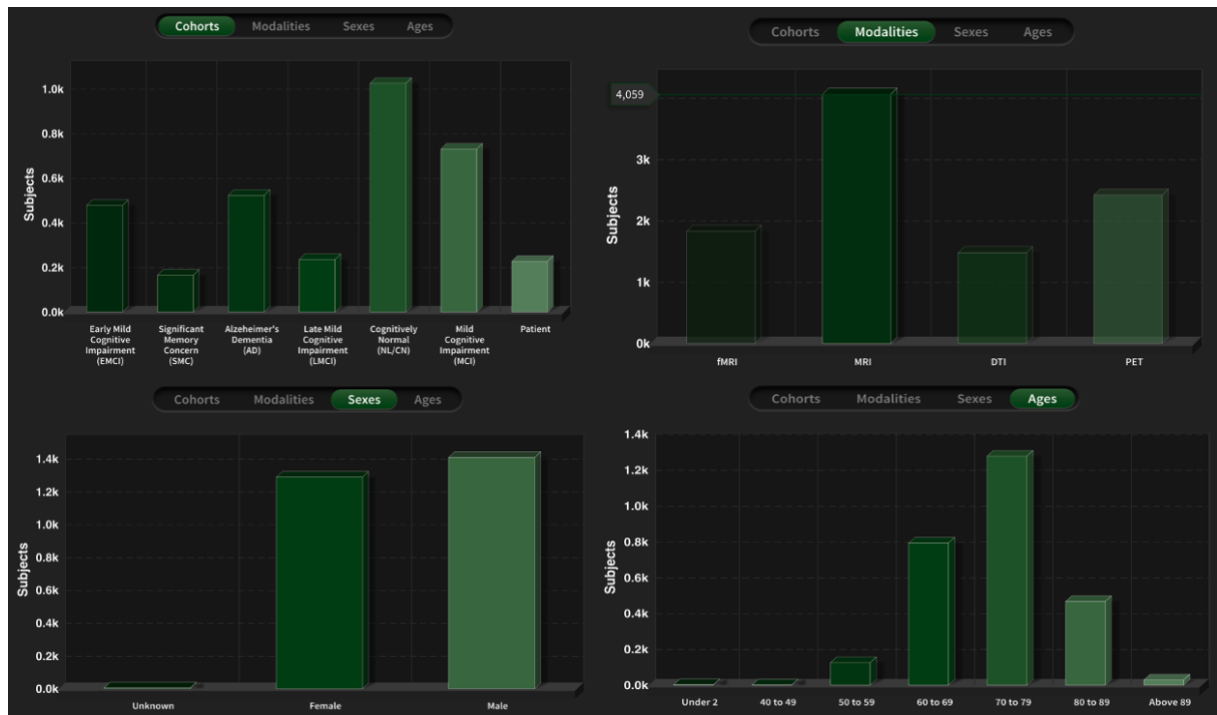 Cohorts Modalities Sexes Ages
1.0k
0.8k
0.6k
0.4k
0.2k
0.0k
Subjects
Early Mild Cognitive Impairment (EMCI)
Significant Memory Concern (SMC)
Alzeheimer's Dementia (AD)
Late Mild Cognitive Impairment (LMCI)
Cognitively Normal (NL/CN)
Mild Cognitive Impairment (MCI)
Patient
Cohorts Modalities Sexes Ages
4,059
3k
2k
1k
0k
Subjects
fMRI MRI DTI PET
Cohorts Modalities Sexes Ages
1.4k
1.2k
1.0k
0.8k
0.6k
0.4k
0.2k
0.0k
Subjects
Unknown Female Male
Cohorts Modalities Sexes Ages
1.4k
1.2k
1.0k
0.8k
0.6k
0.4k
0.2k
0.0k
Subjects
Under 2 40 to 49 50 to 59 60 to 69 70 to 79 80 to 89 Above 89